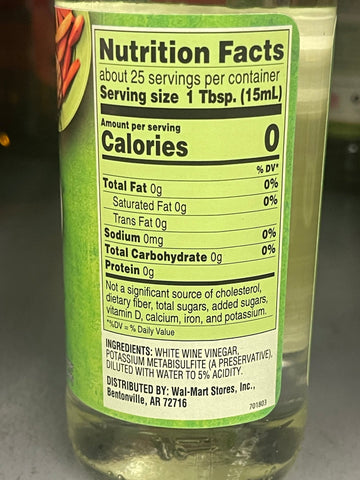 Nutrition Facts
about 25 servings per container
Serving size 1 Tbsp. (15mL)
Amount per serving
Calories 0
% DV*
Total Fat 0g 0%
Saturated Fat 0g 0%
Trans Fat 0g
Sodium 0mg 0%
Total Carbohydrate 0g 0%
Protein 0g
Not a significant source of cholesterol,
dietary fiber, total sugars, added sugars,
vitamin D, calcium, iron, and potassium.
*%DV = % Daily Value
INGREDIENTS: WHITE WINE VINEGAR,
POTASSIUM METABISULFITE (A PRESERVATIVE),
DILUTED WITH WATER TO 5% ACIDITY.
DISTRIBUTED BY: Wal-Mart Stores, Inc.,
Bentonville, AR 72716
701803